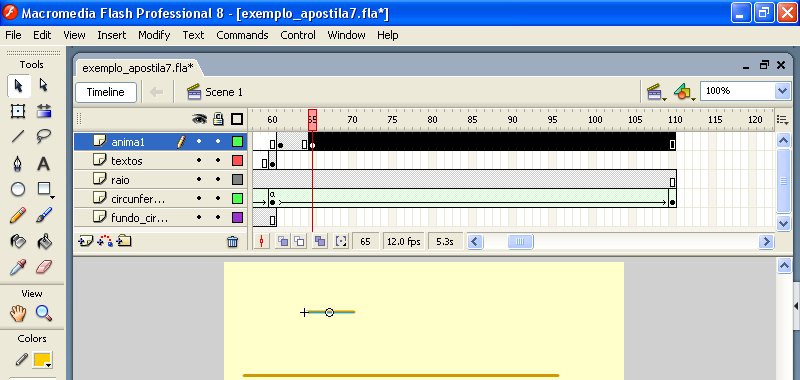 Macromedia Flash Professional 8 - [exemplo_apostila7.fla*]
File Edit View Insert Modify Text Commands Control Window Help
Tools
exemplo_apostila7.fla*
Timeline Scene 1 100%
60 65 70 75 80 85 90 95 100 105 110 115 120
anima1
textos
raio
circunfer...
a
fundo_cir...
65 12.0 fps 5.3s
View
Colors